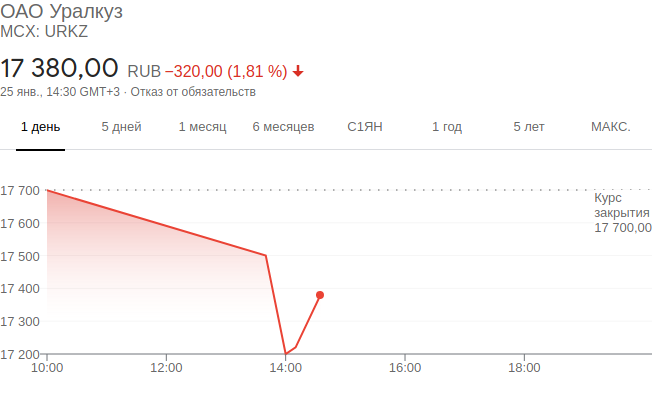 ОАО Уралкуз
MCX: URKZ
17 380,00 RUB −320,00 (1,81 %)
25 янв., 14:30 GMT+3 · Отказ от обязательств
1 день 5 дней 1 месяц 6 месяцев С1ЯН 1 год 5 лет МАКС.
17 700
Курс
закрытия
17 700,00
17 600
17 500
17 400
17 300
17 200
10:00 12:00 14:00 16:00 18:00